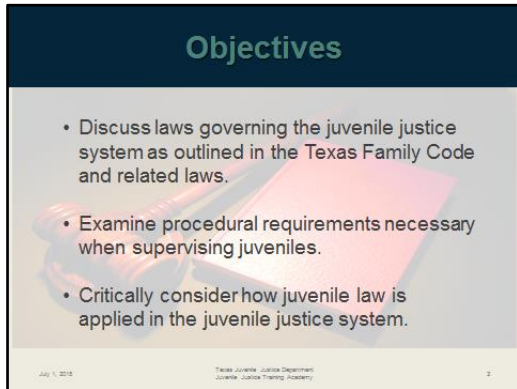 Objectives
• Discuss laws governing the juvenile justice
system as outlined in the Texas Family Code
and related laws.
• Examine procedural requirements necessary
when supervising juveniles.
• Critically consider how juvenile law is
applied in the juvenile justice system.
Texas Juvenile Justice Department
July 1, 2015
Juvenile Justice Training Academy
2